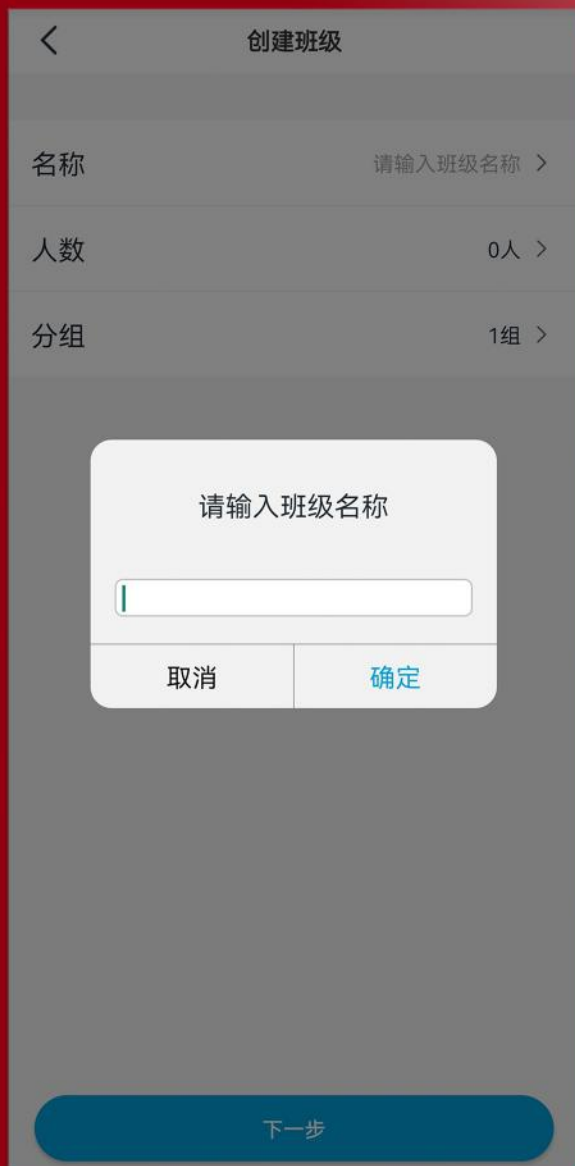 创建班级
名称 请输入班级名称
人数 0人
分组 1组
请输入班级名称
取消 确定
下一步